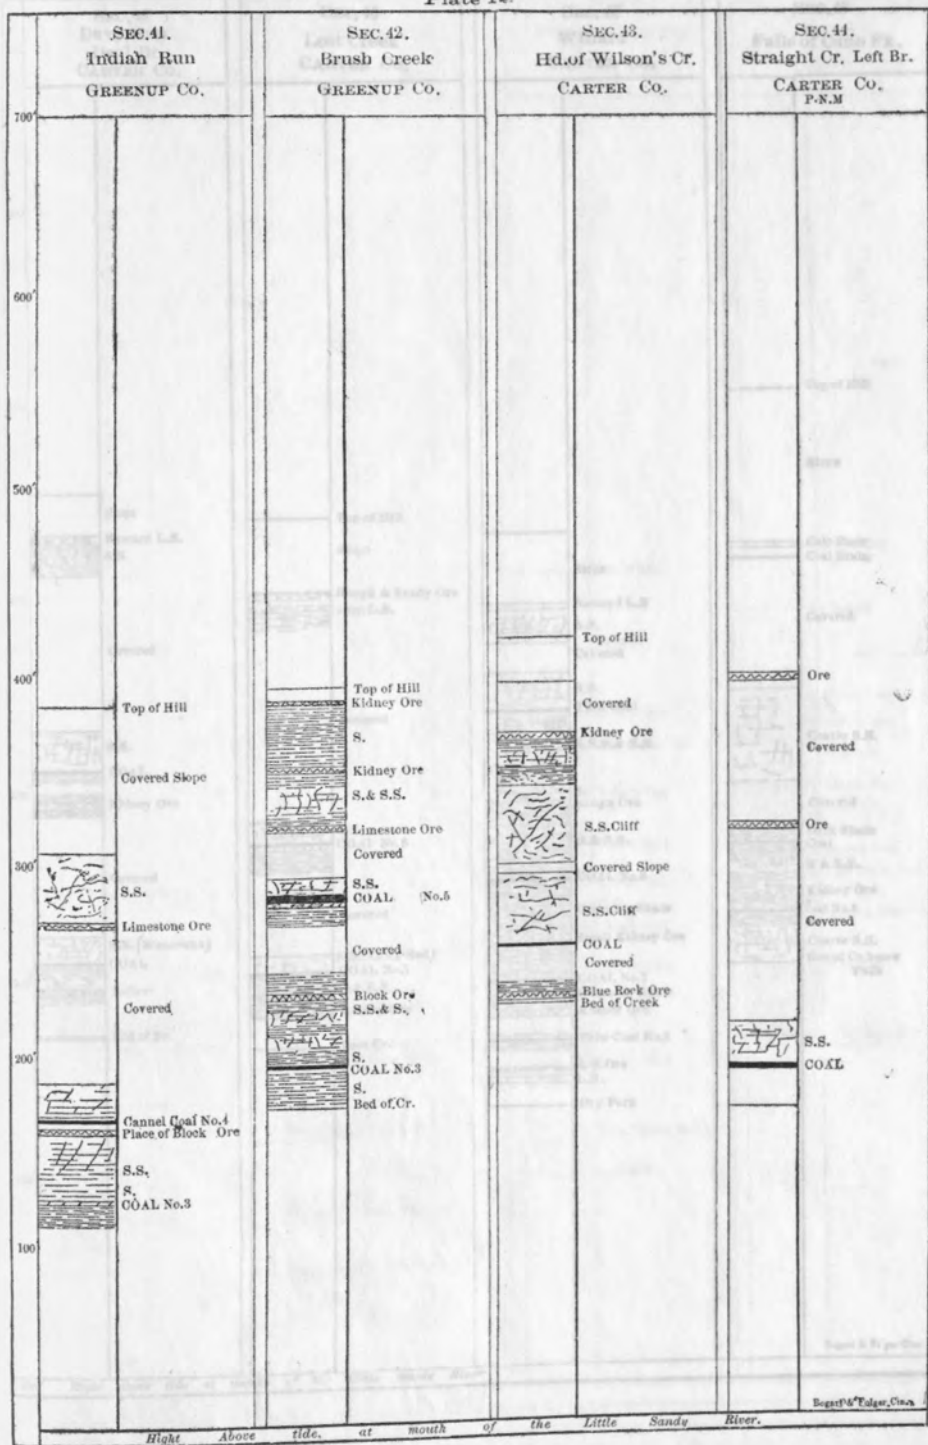 Plate 12.
SEC.41.
Indiah Run
GREENUP Co.
SEC.42.
Brush Creek
GREENUP Co.
SEC.43.
Hd.of Wilson's Cr.
CARTER Co.
SEC.44.
Straight Cr. Left Br.
CARTER Co.
P-N.M
700'
600'
500'
400'
300'
200'
100'
Top of Hill
Covered Slope
S.S.
Limestone Ore
Covered
Cannel Coal No.4
Place of Block Ore
S.S.
S.
COAL No.3
Top of Hill
Kidney Ore
S.
Kidney Ore
S.& S.S.
Limestone Ore
Covered
S.S.
COAL No.5
Covered
Block Ore
S.S.& S.
S.
COAL No.3
S.
Bed of Cr.
Top of Hill
Covered
Kidney Ore
S.S.Cliff
Covered Slope
S.S.Cliff
COAL
Covered
Blue Rock Ore
Bed of Creek
Ore
Covered
Ore
Covered
S.S.
COAL
Hight Above tide, at mouth of the Little Sandy River.